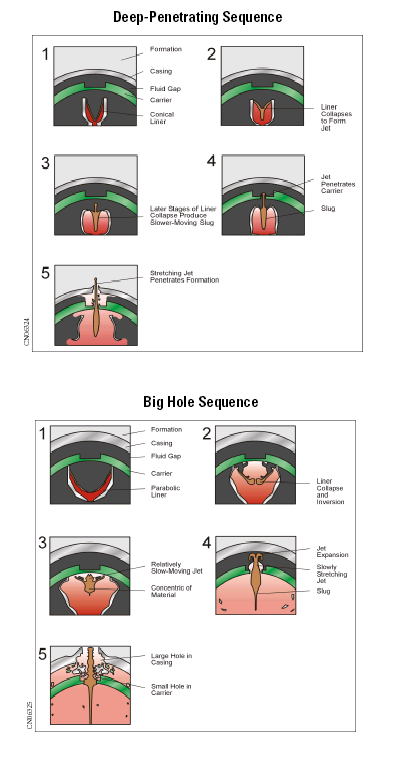 Deep-Penetrating Sequence
1
Formation
Casing
Fluid Gap
Carrier
Conical
Liner
2
Liner
Collapses
to Form
Jet
3
Later Stages of Liner
Collapse Produce
Slower-Moving Slug
4
Jet
Penetrates
Carrier
Slug
5
Stretching Jet
Penetrates Formation
CN06324
Big Hole Sequence
1
Formation
Casing
Fluid Gap
Carrier
Parabolic
Liner
2
Liner
Collapse
and
Inversion
3
Relatively
Slow-Moving Jet
Concentric of
Material
4
Jet
Expansion
Slowly
Stretching
Jet
Slug
5
Large Hole in
Casing
Small Hole in
Carrier
CN06325